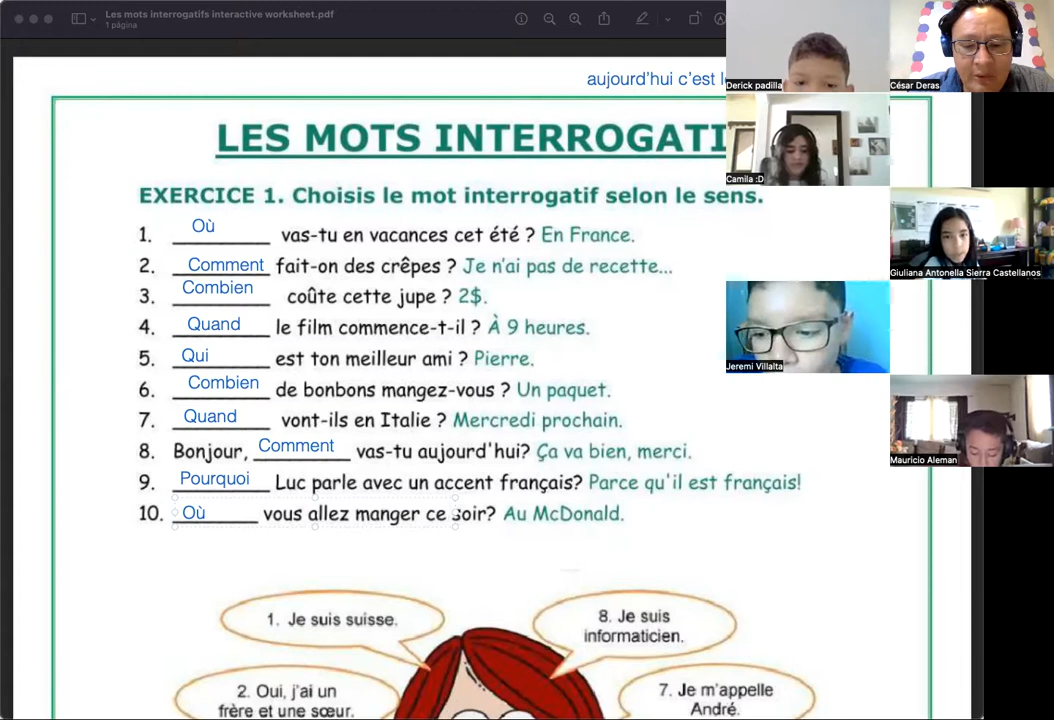 Les mots interrogatifs interactive worksheet.pdf
1 página
aujourd'hui c'est
LES MOTS
EXERCICE 1. Choisis le mot interrogatif selon le sens.
1. Où vas-tu en vacances cet été ? En France.
2. Comment fait-on des crêpes ? Je n'ai pas de recette...
3. Combien coûte cette jupe ? 2$.
4. Quand le film commence-t-il ? À 9 heures.
5. Qui est ton meilleur ami ? Pierre.
6. Combien de bonbons mangez-vous ? Un paquet.
7. Quand vont-ils en Italie ? Mercredi prochain.
8. Bonjour, Comment vas-tu aujourd'hui? Ça va bien, merci.
9. Pourquoi Luc parle avec un accent français? Parce qu'il est français!
10. Où vous allez manger ce soir? Au McDonald.
1. Je suis suisse.
8. Je suis
informaticien.
2. Oui, j'ai un
frère et une sœur.
7. Je m'appelle
André.
Derick padilla
César Deras
Camila :D
Giuliana Antonella Sierra Castellanos
Jeremi Villalta
Mauricio Aleman